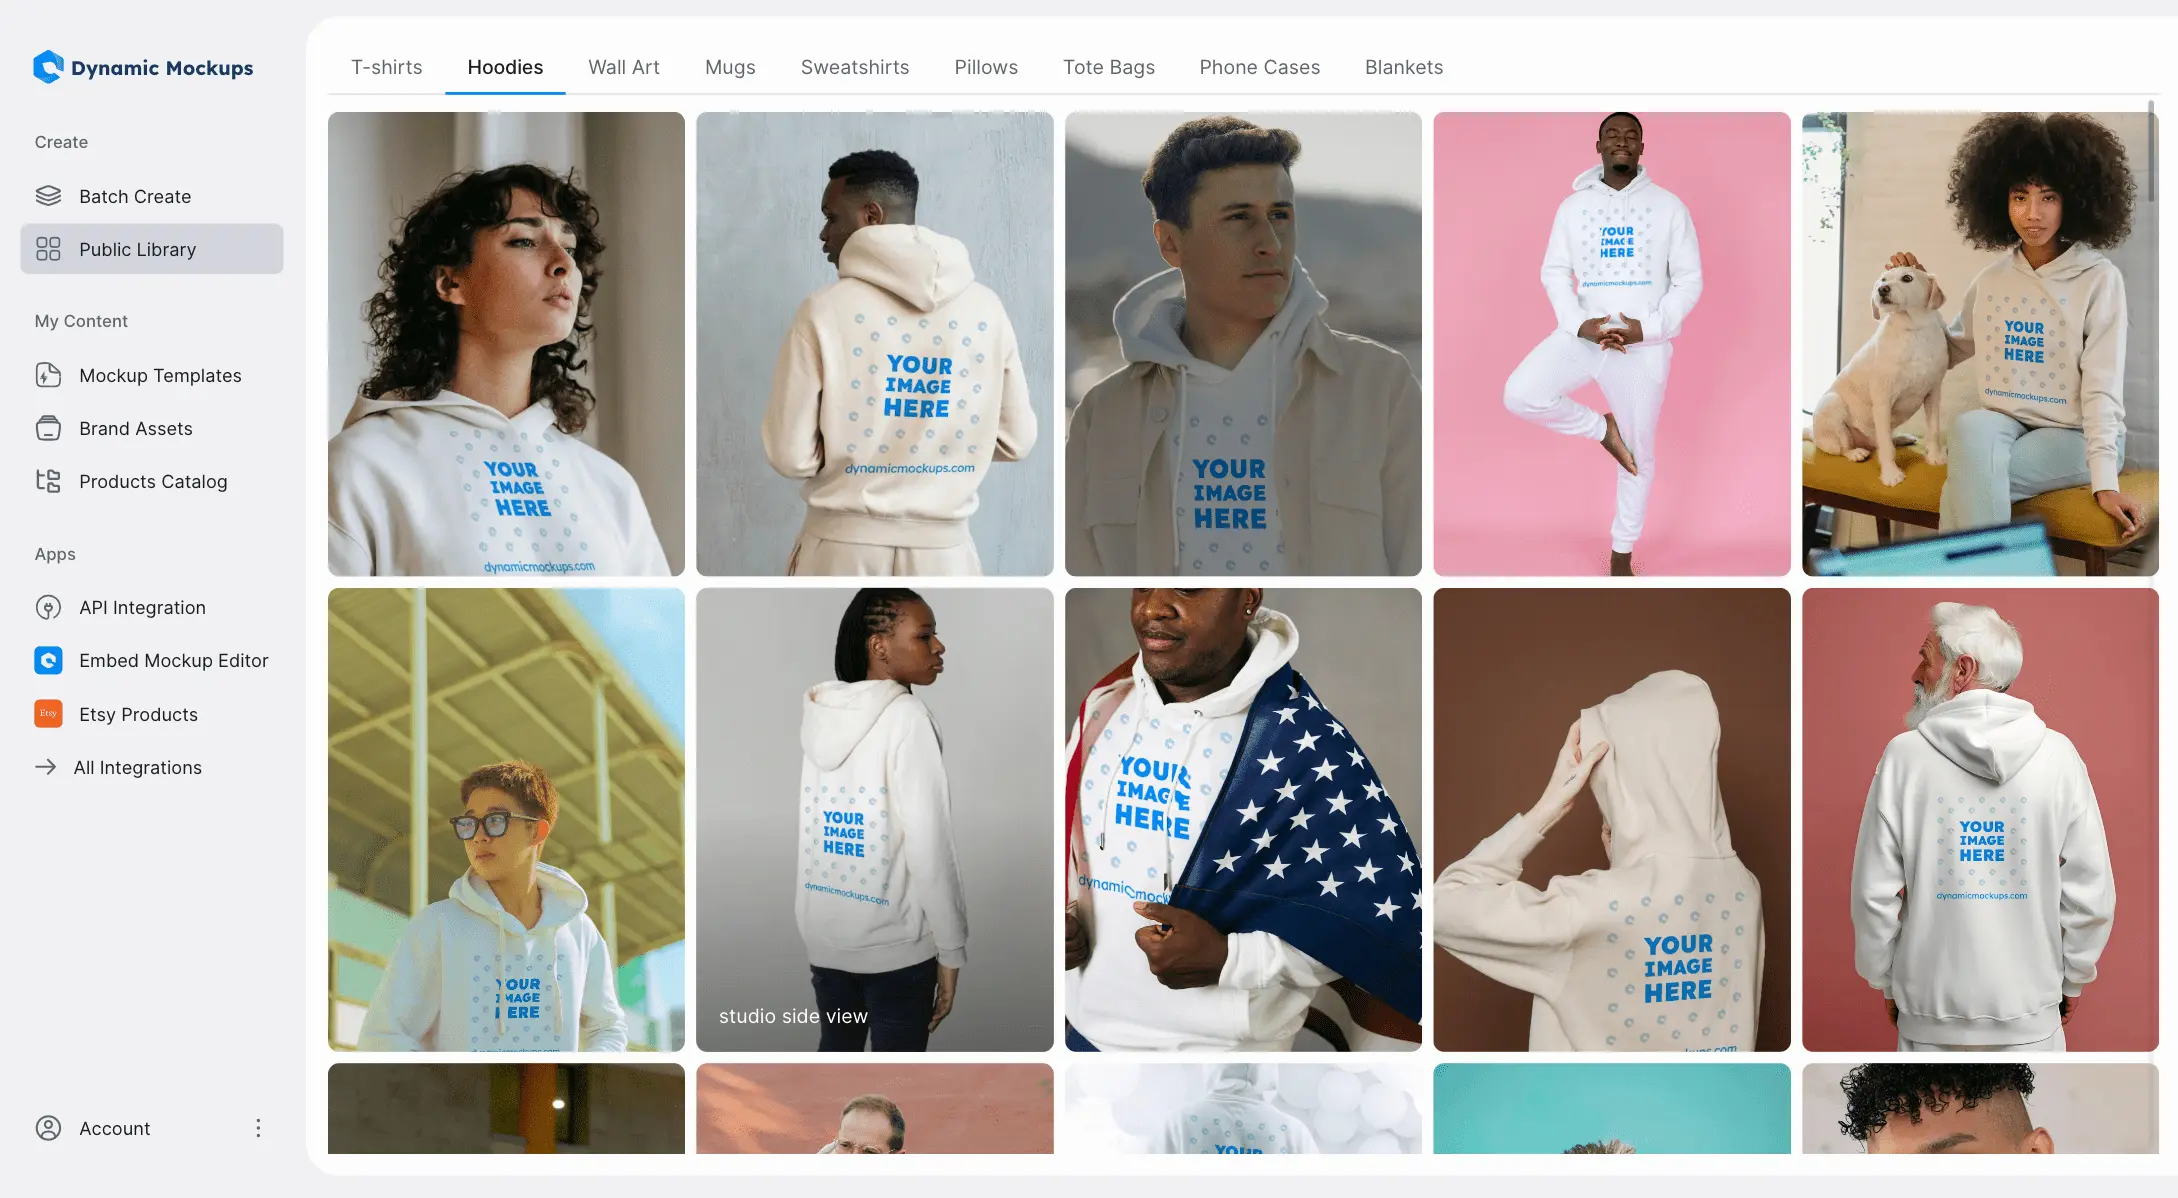 Dynamic Mockups
Create
Batch Create
Public Library
My Content
Mockup Templates
Brand Assets
Products Catalog
Apps
API Integration
Embed Mockup Editor
Etsy
Etsy Products
All Integrations
Account
T-shirts Hoodies Wall Art Mugs Sweatshirts Pillows Tote Bags Phone Cases Blankets
YOUR
IMAGE
HERE
dynamicmockups.com
YOUR
IMAGE
HERE
dynamicmockups.com
YOUR
IMAGE
HERE
YOUR
IMAGE
HERE
dynamicmockups.com
YOUR
IMAGE
HERE
dynamicmockups.com
YOUR
IMAGE
HERE
YOUR
IMAGE
HERE
dynamicmockups.com
studio side view
YOUR
IMAGE
HERE
dynamicmock
YOUR
IMAGE
HERE
YOUR
IMAGE
HERE
dynamicmockups.com
YOUR